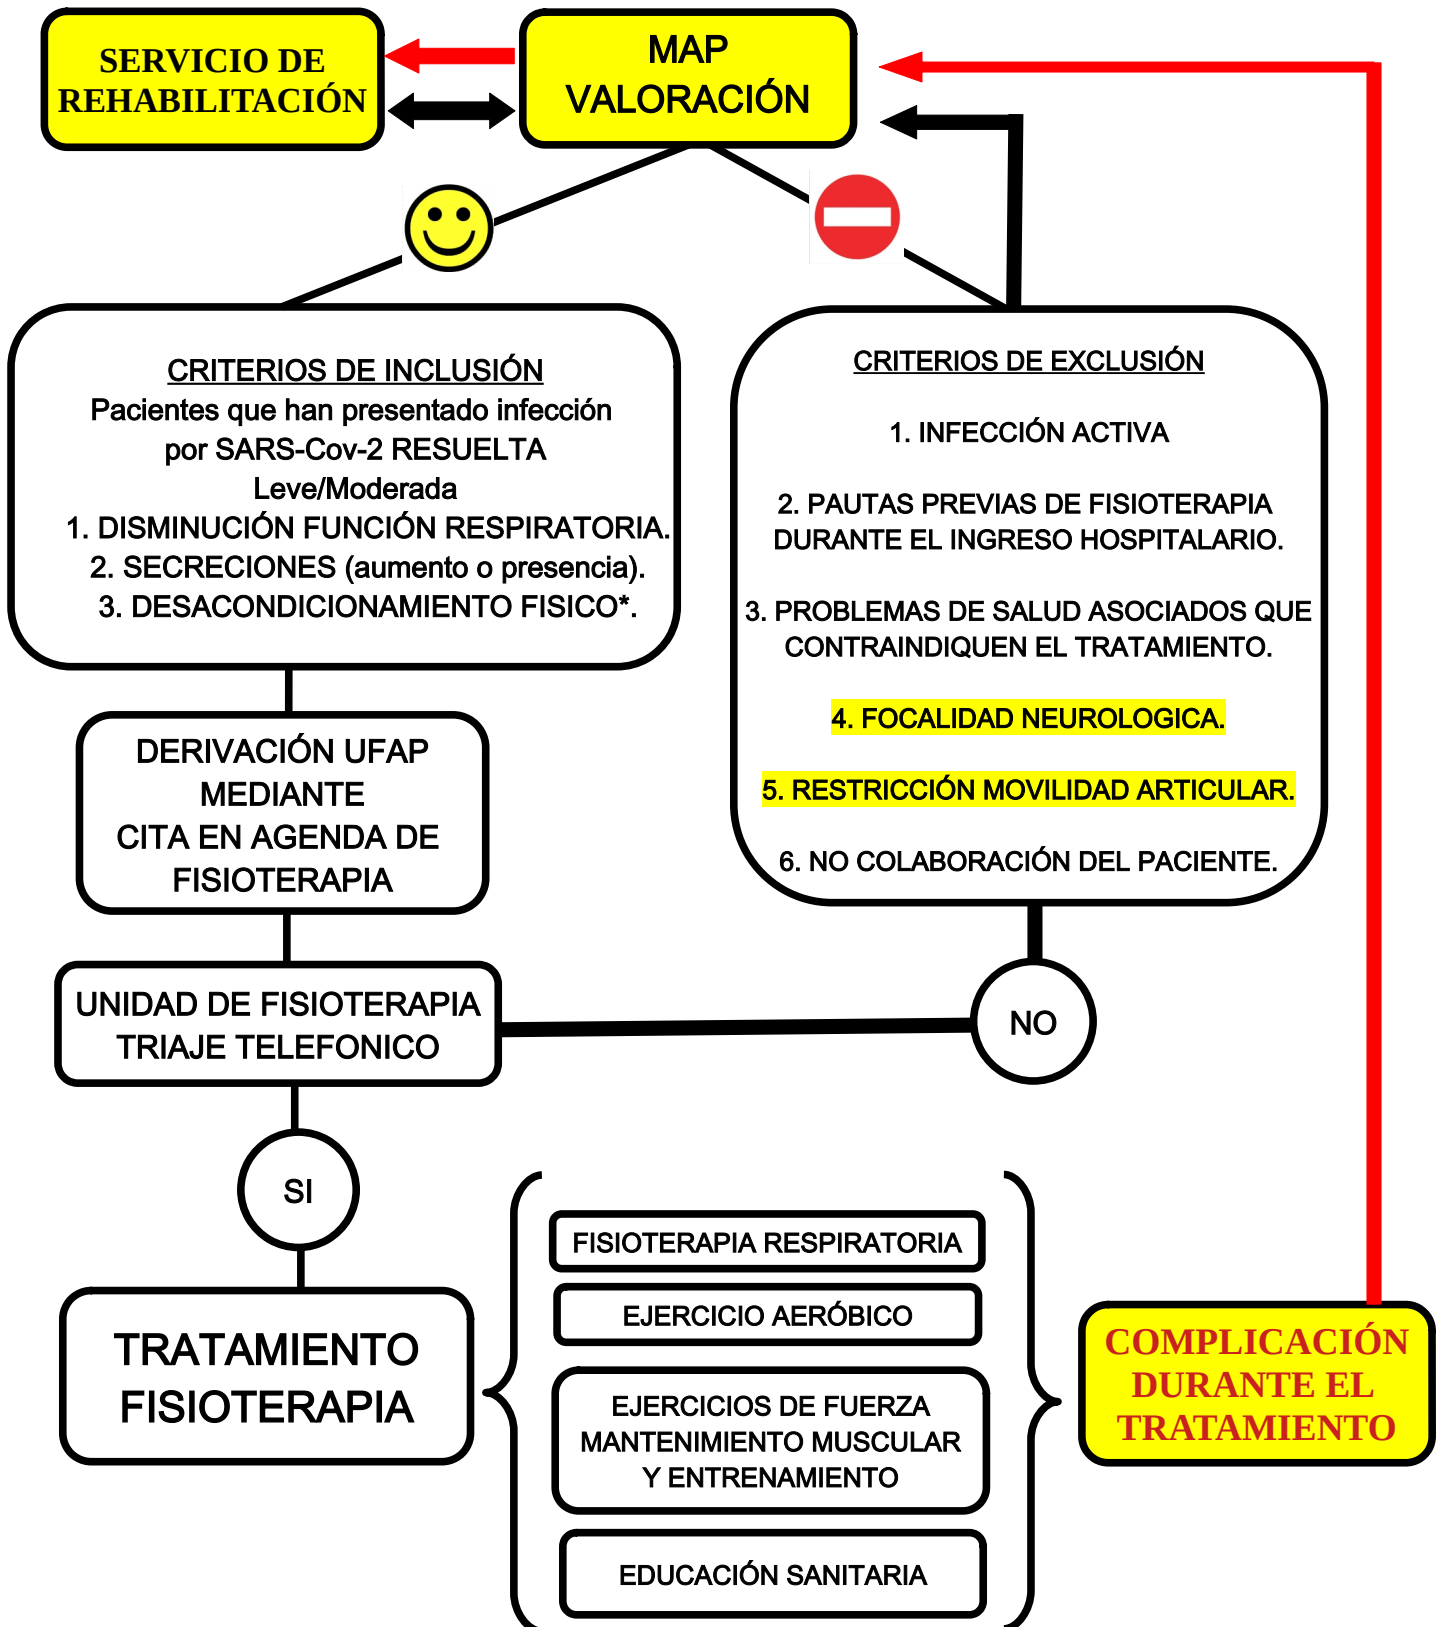 SERVICIO DE
REHABILITACIÓN
MAP
VALORACIÓN
CRITERIOS DE INCLUSIÓN
Pacientes que han presentado infección
por SARS-Cov-2 RESUELTA
Leve/Moderada
1. DISMINUCIÓN FUNCIÓN RESPIRATORIA.
2. SECRECIONES (aumento o presencia).
3. DESACONDICIONAMIENTO FISICO*.
CRITERIOS DE EXCLUSIÓN
1. INFECCIÓN ACTIVA
2. PAUTAS PREVIAS DE FISIOTERAPIA
DURANTE EL INGRESO HOSPITALARIO.
3. PROBLEMAS DE SALUD ASOCIADOS QUE
CONTRAINDIQUEN EL TRATAMIENTO.
4. FOCALIDAD NEUROLOGICA.
5. RESTRICCIÓN MOVILIDAD ARTICULAR.
6. NO COLABORACIÓN DEL PACIENTE.
DERIVACIÓN UFAP
MEDIANTE
CITA EN AGENDA DE
FISIOTERAPIA
UNIDAD DE FISIOTERAPIA
TRIAJE TELEFONICO
NO
SI
TRATAMIENTO
FISIOTERAPIA
FISIOTERAPIA RESPIRATORIA
EJERCICIO AERÓBICO
EJERCICIOS DE FUERZA
MANTENIMIENTO MUSCULAR
Y ENTRENAMIENTO
EDUCACIÓN SANITARIA
COMPLICACIÓN
DURANTE EL
TRATAMIENTO